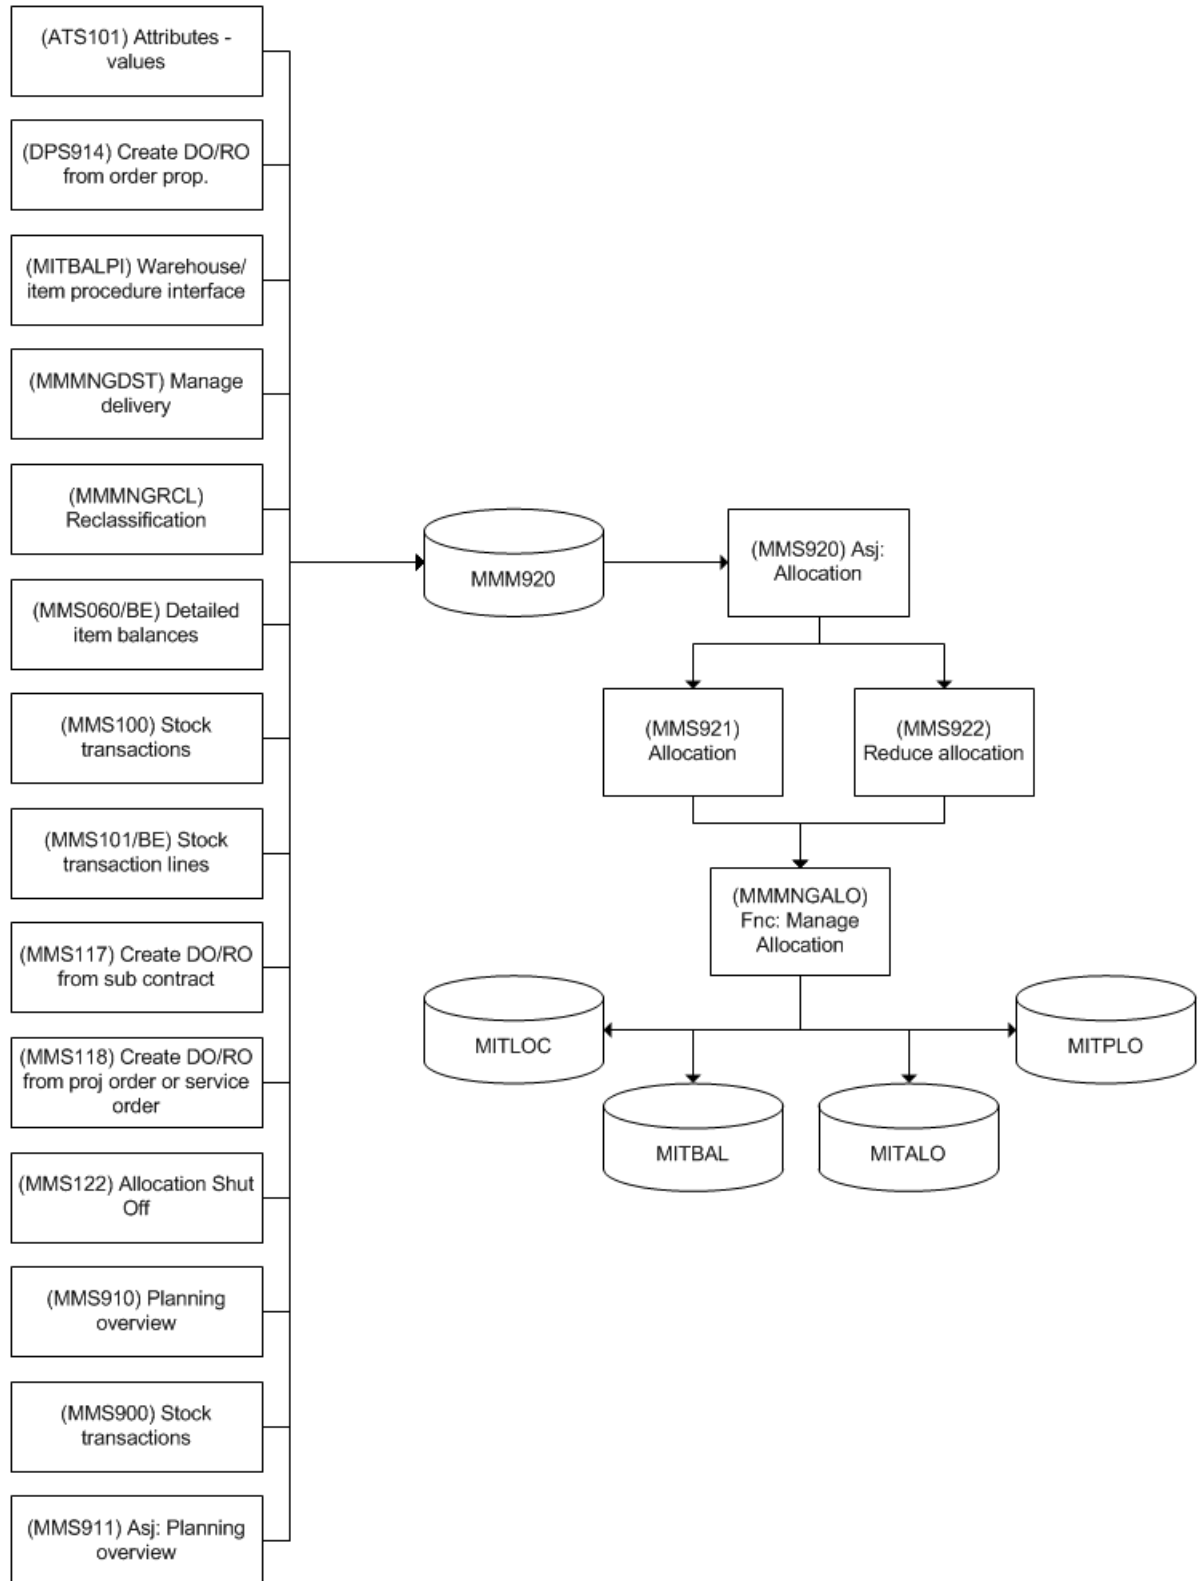 (ATS101) Attributes -
values
(DPS914) Create DO/RO
from order prop.
(MITBALPI) Warehouse/
item procedure interface
(MMMNGDST) Manage
delivery
(MMMNGRCL)
Reclassification
(MMS060/BE) Detailed
item balances
(MMS100) Stock
transactions
(MMS101/BE) Stock
transaction lines
(MMS117) Create DO/RO
from sub contract
(MMS118) Create DO/RO
from proj order or service
order
(MMS122) Allocation Shut
Off
(MMS910) Planning
overview
(MMS900) Stock
transactions
(MMS911) Asj: Planning
overview
MMM920
(MMS920) Asj:
Allocation
(MMS921)
Allocation
(MMS922)
Reduce allocation
(MMMNGALO)
Fnc: Manage
Allocation
MITLOC
MITBAL
MITALO
MITPLO